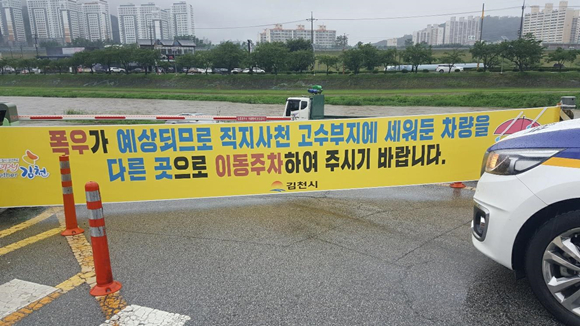 폭우가 예상되므로 직지사천 고수부지에 세워둔 차량을
다른 곳으로 이동주차하여 주시기 바랍니다.
김천
김천시